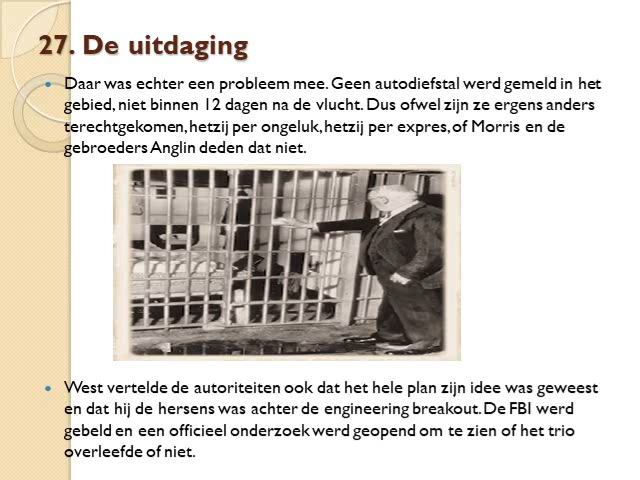 27. De uitdaging
Daar was echter een probleem mee. Geen autodiefstal werd gemeld in het
gebied, niet binnen 12 dagen na de vlucht. Dus ofwel zijn ze ergens anders
terechtgekomen, hetzij per ongeluk, hetzij per expres, of Morris en de
gebroeders Anglin deden dat niet.
West vertelde de autoriteiten ook dat het hele plan zijn idee was geweest
en dat hij de hersens was achter de engineering breakout. De FBI werd
gebeld en een officieel onderzoek werd geopend om te zien of het trio
overleefde of niet.